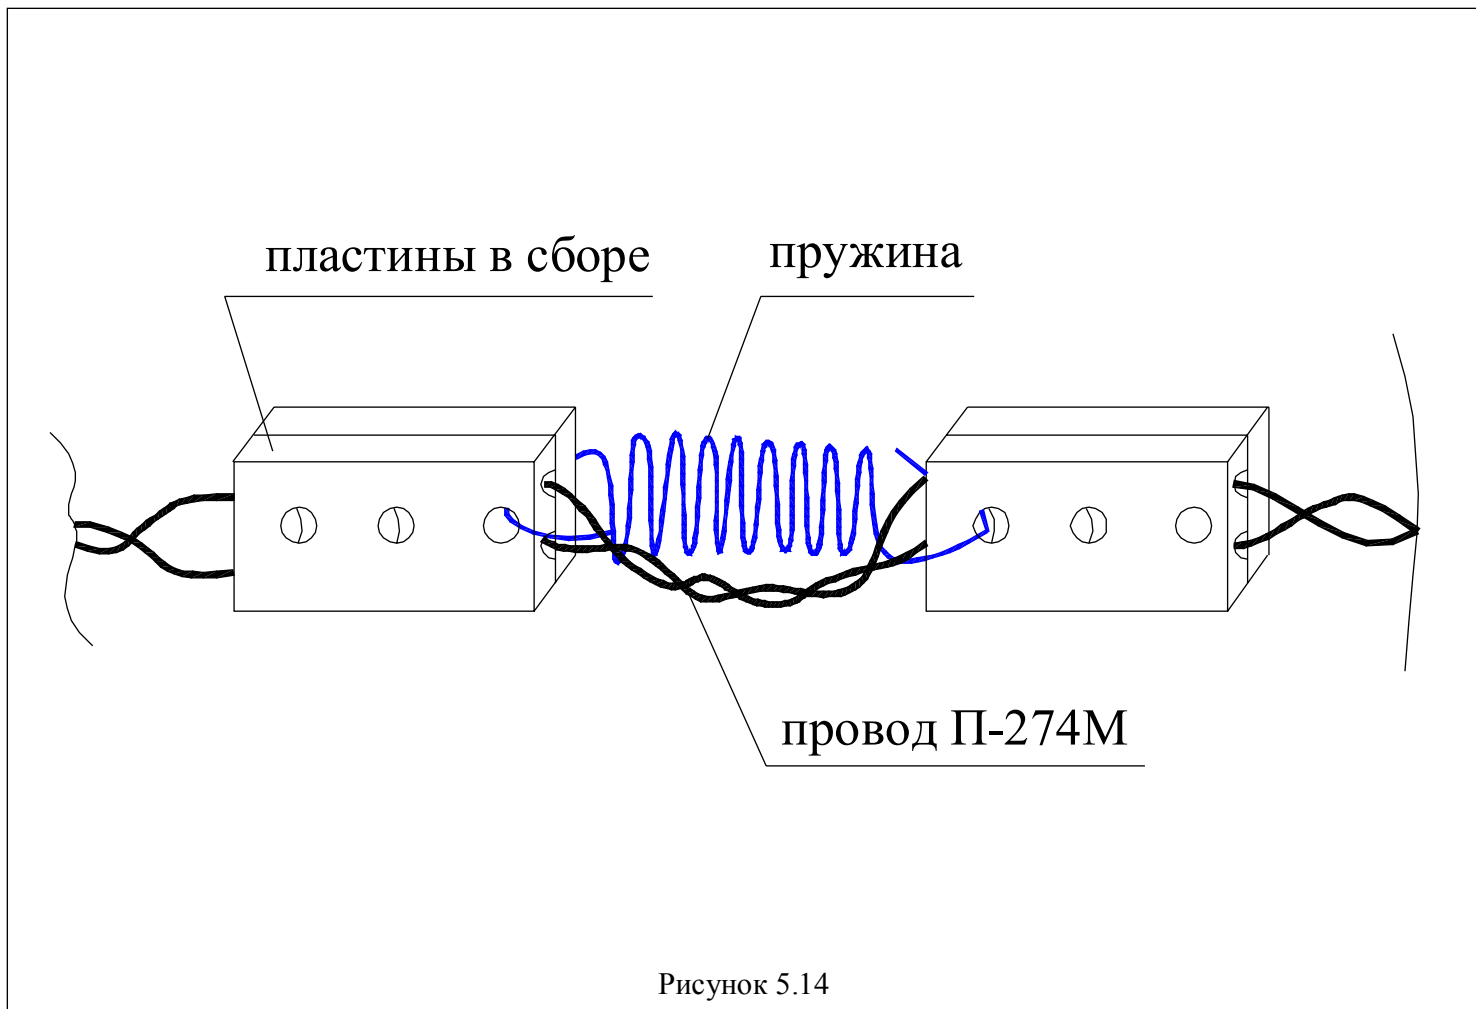 пластины в сборе
пружина
провод П-274М
Рисунок 5.14